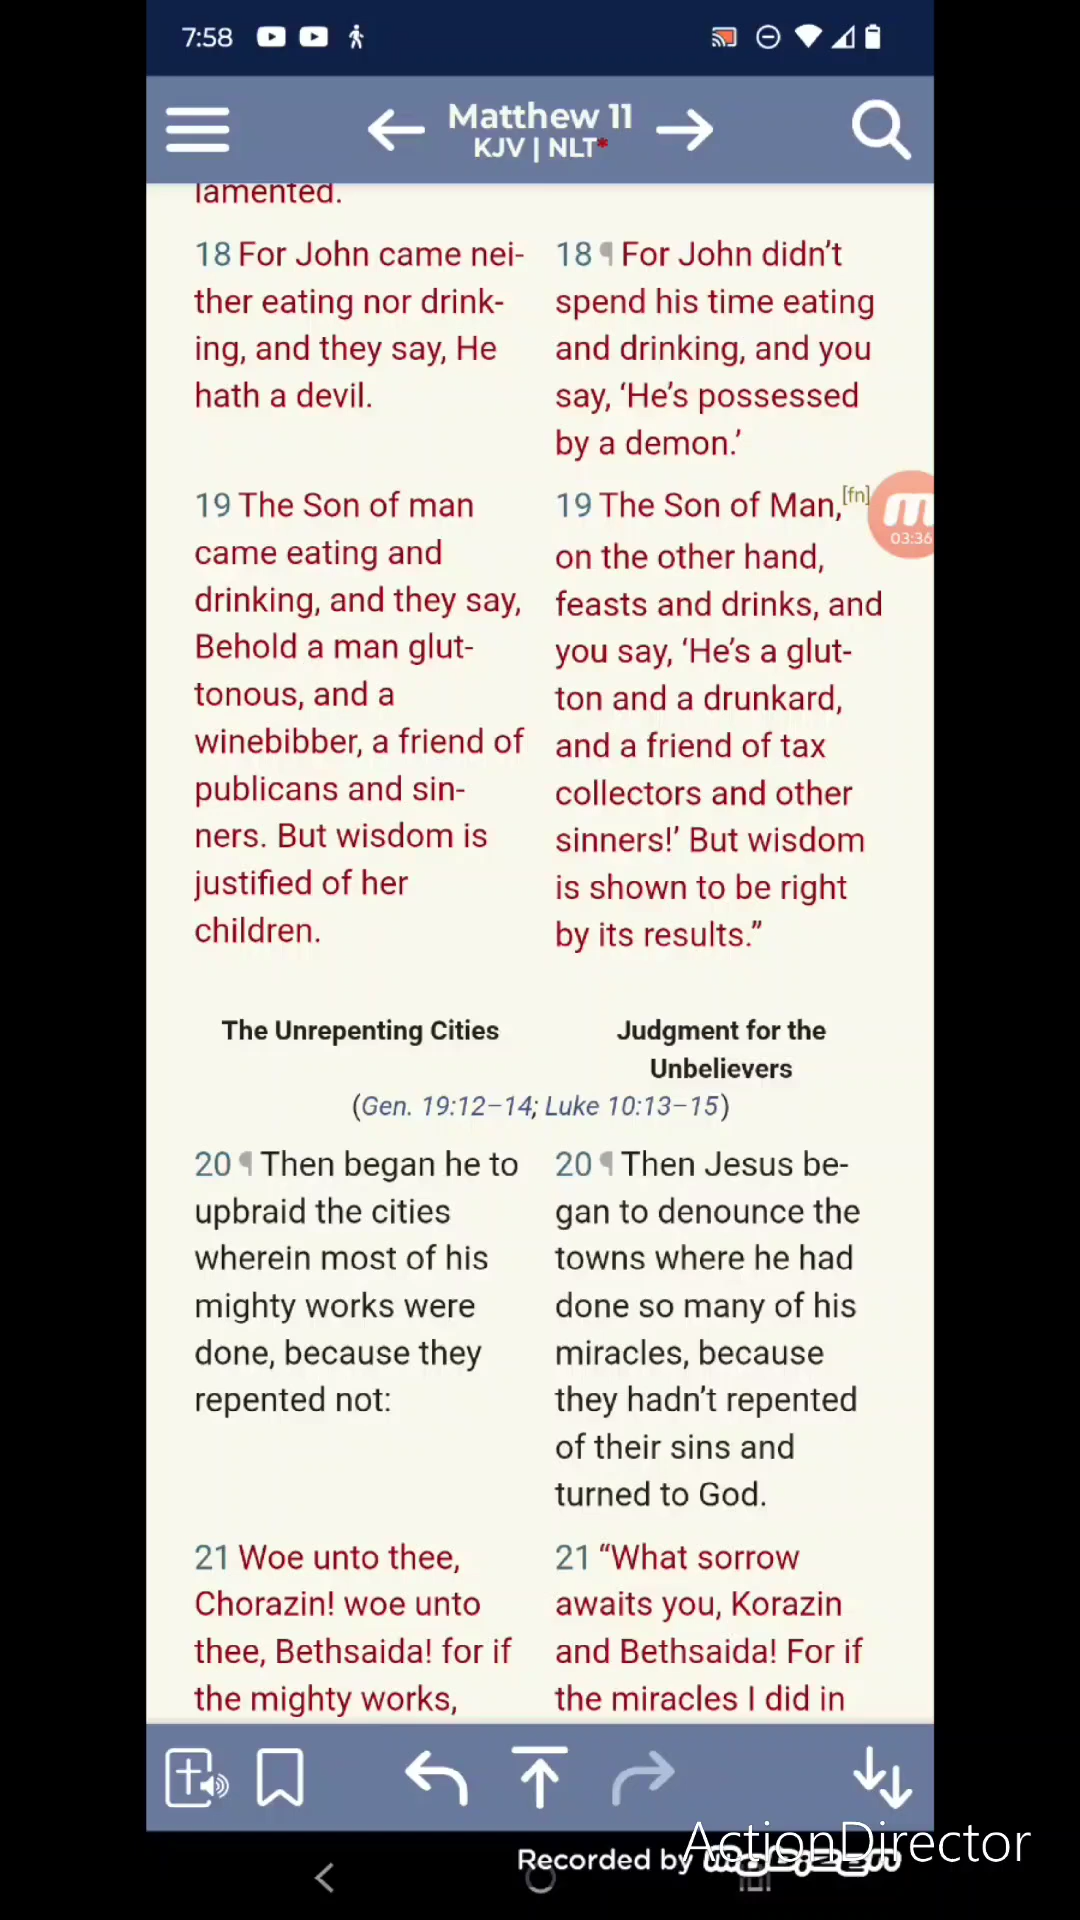 7:58
Matthew 11
KJV | NLT*
lamented.
18 For John came nei-
ther eating nor drink-
ing, and they say, He
hath a devil.
18 ¶ For John didn’t
spend his time eating
and drinking, and you
say, ‘He’s possessed
by a demon.’
19 The Son of man
came eating and
drinking, and they say,
Behold a man glut-
tonous, and a
winebibber, a friend of
publicans and sin-
ners. But wisdom is
justified of her
children.
19 The Son of Man,[fn]
on the other hand,
feasts and drinks, and
you say, ‘He’s a glut-
ton and a drunkard,
and a friend of tax
collectors and other
sinners!’ But wisdom
is shown to be right
by its results.”
m
03:36
The Unrepenting Cities
Judgment for the
Unbelievers
(Gen. 19:12–14; Luke 10:13–15)
20 ¶ Then began he to
upbraid the cities
wherein most of his
mighty works were
done, because they
repented not:
20 ¶ Then Jesus be-
gan to denounce the
towns where he had
done so many of his
miracles, because
they hadn’t repented
of their sins and
turned to God.
21 Woe unto thee,
Chorazin! woe unto
thee, Bethsaida! for if
the mighty works,
21 “What sorrow
awaits you, Korazin
and Bethsaida! For if
the miracles I did in
ActionDirector
Recorded by mobizen